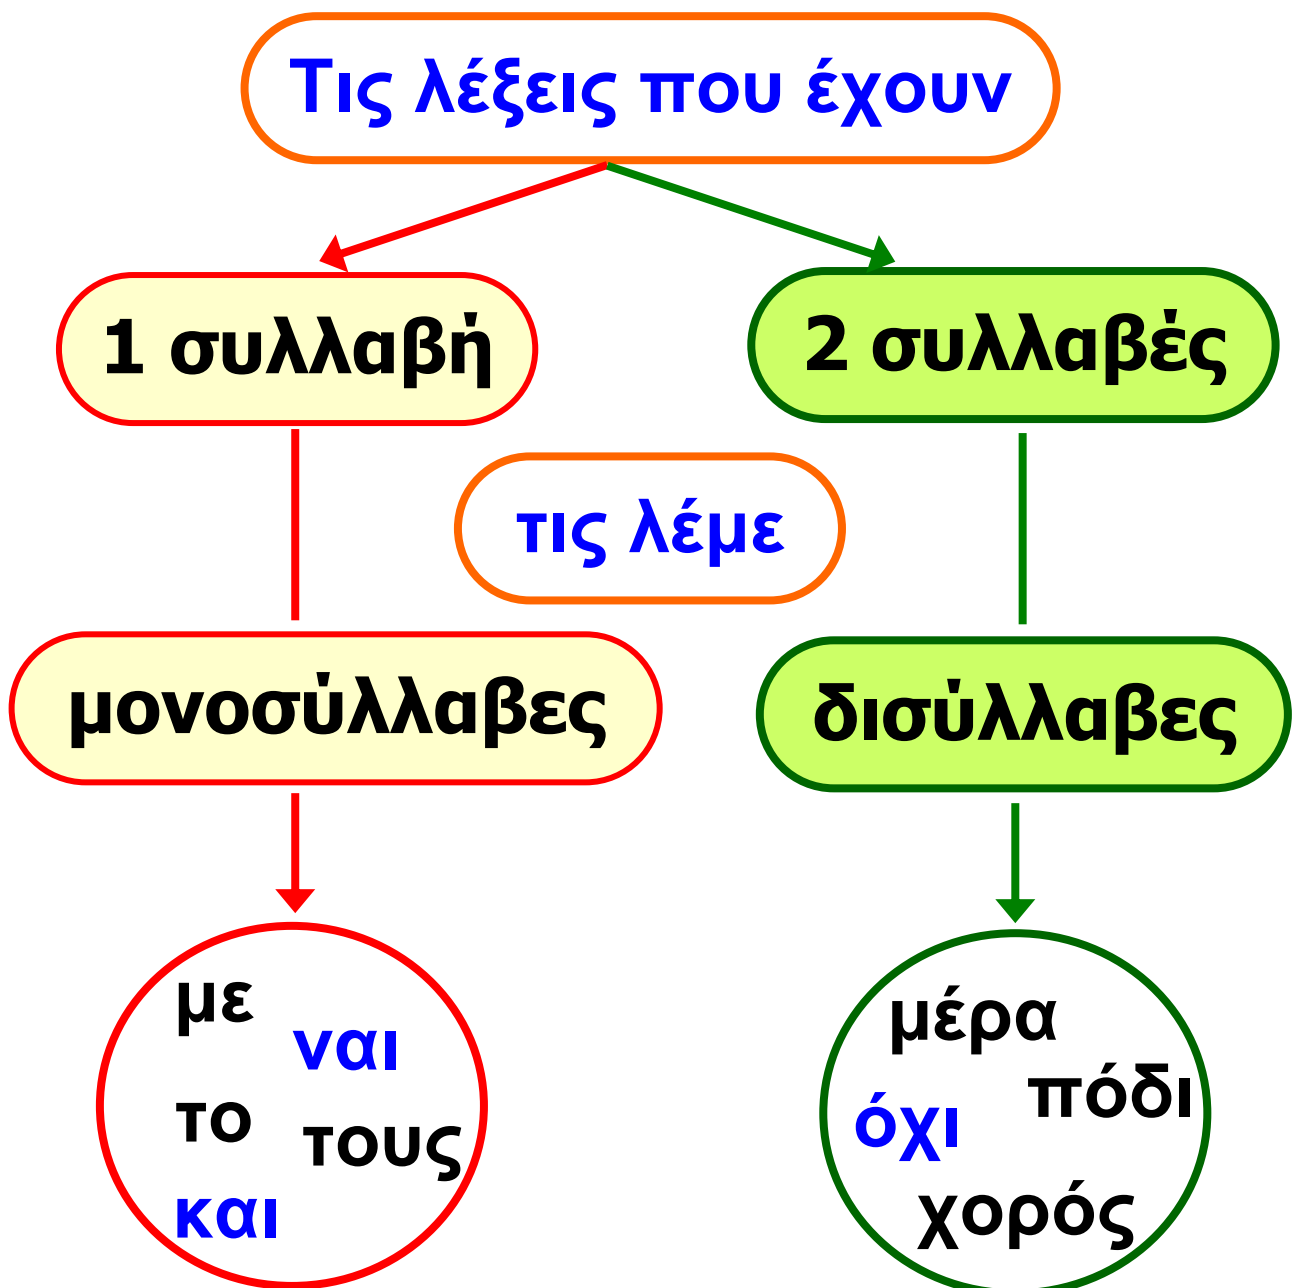 Τις λέξεις που έχουν
1 συλλαβή
2 συλλαβές
τις λέμε
μονοσύλλαβες
δισύλλαβες
με
ναι
το
τους
και
μέρα
πόδι
όχι
χορός